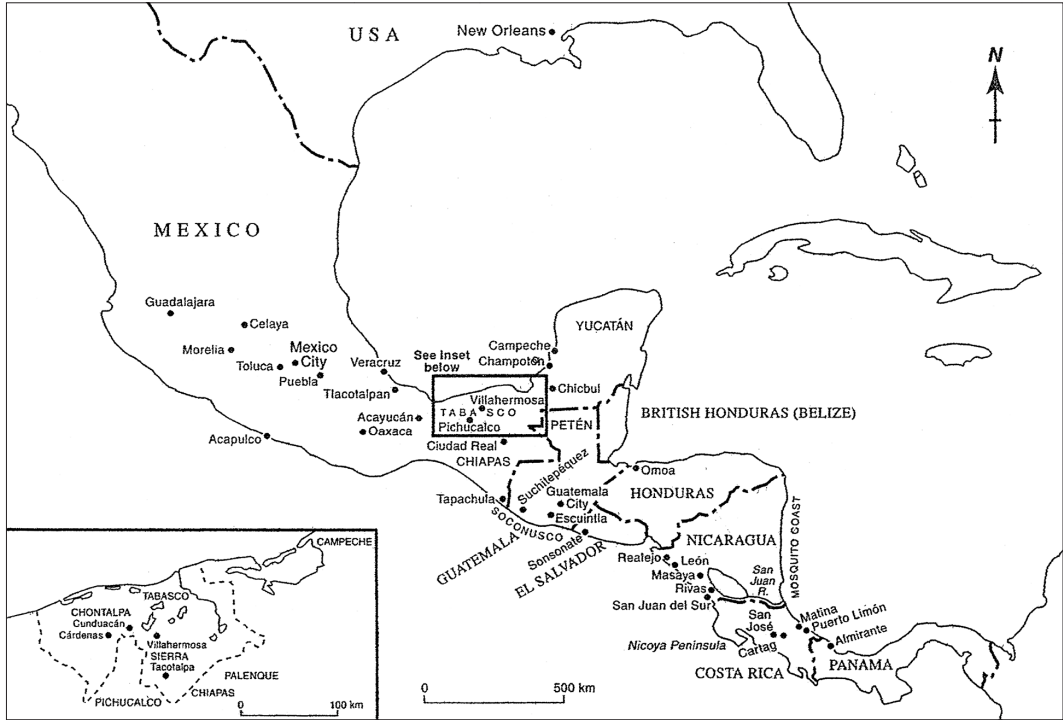 USA
New Orleans
N
MEXICO
Guadalajara
Celaya
Morelia
Mexico
City
Toluca
Puebla
Veracruz
Tlacotalpan
See Inset
below
Campeche
Champotón
YUCATÁN
Chicbul
Villahermosa
TABASCO
Pichucalco
PETÉN
BRITISH HONDURAS (BELIZE)
Acayucán
Oaxaca
Acapulco
Ciudad Real
CHIAPAS
Omoa
Suchitepéquez
Tapachula
Guatemala
City
Escuintla
HONDURAS
SOCONUSCO
GUATEMALA
Sonsonate
EL SALVADOR
NICARAGUA
MOSQUITO COAST
Realejo
León
Masaya
Rivas
San
Juan
R.
San Juan del Sur
San
José
Matina
Puerto Limón
Almirante
Nicoya Peninsula
Cartag
COSTA RICA
PANAMA
0
500 km
CAMPECHE
TABASCO
CHONTALPA
Cunduacán
Cárdenas
Villahermosa
SIERRA
Tacotalpa
PALENQUE
CHIAPAS
PICHUCALCO
0
100 km